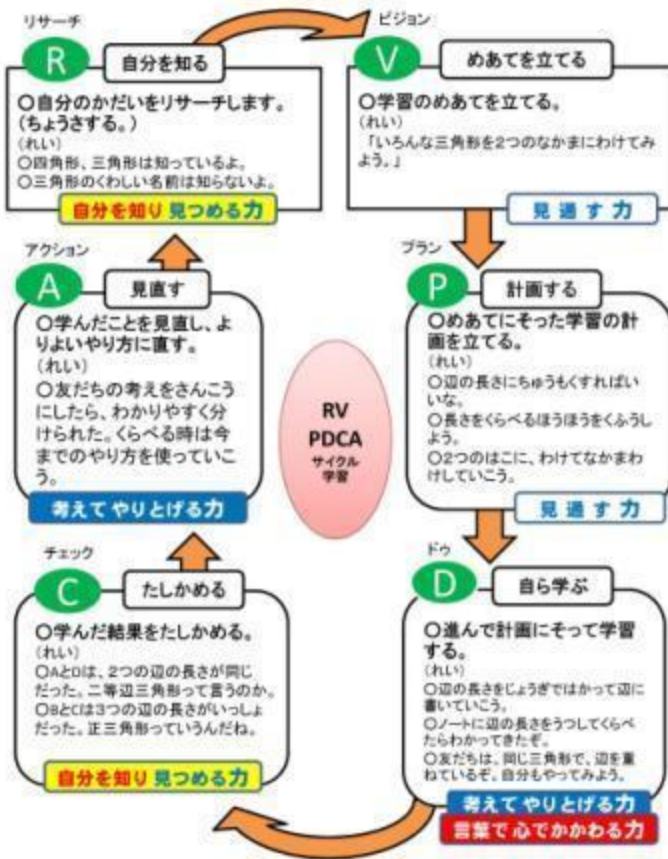 リサーチ
R 自分を知る
○自分のかだいをリサーチします。
(ちょうさする。)
(れい)
○四角形、三角形は知っているよ。
○三角形のくわしい名前は知らないよ。
自分を知り 見つめる力
ビジョン
V めあてを立てる
○学習のめあてを立てる。
(れい)
「いろんな三角形を2つのなかまにわけてみ
よう。」
見通す力
プラン
P 計画する
○めあてにそった学習の計
画を立てる。
(れい)
○辺の長さにちゅうもくすればい
いな。
○長さをくらべるほうほうをくふうし
よう。
○2つのはこに、わけてなかまわ
けしていこう。
見通す力
ドゥ
D 自ら学ぶ
○進んで計画にそって学習
する。
(れい)
○辺の長さをじょうぎではかって辺に
書いていこう。
○ノートに辺の長さをうつしてくらべ
たらわかってきたぞ。
○友だちは、同じ三角形で、辺を重
ねているぞ。自分もやってみよう。
考えて やりとげる力
言葉で 心でかかわる力
チェック
C たしかめる
○学んだ結果をたしかめる。
(れい)
○AとDは、2つの辺の長さが同じ
だった。二等辺三角形って言うのか。
○BとCは3つの辺の長さがいっしょ
だった。正三角形っていうんだね。
自分を知り 見つめる力
アクション
A 見直す
○学んだことを見直し、よ
りよいやり方に直す。
(れい)
○友だちの考えをさんこう
にしたら、わかりやすく分
けられた。くらべる時は今
までのやり方を使っていこ
う。
考えて やりとげる力
RV
PDCA
サイクル
学習